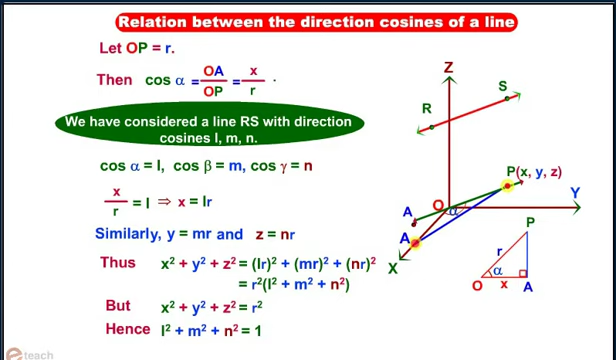 Relation between the direction cosines of a line
Let OP = r.
Then cos α = OA/OP = x/r
We have considered a line RS with direction
cosines l, m, n.
cos α = l, cos β = m, cos γ = n
x/r = l ⇒ x = lr
Similarly, y = mr and z = nr
Thus x² + y² + z² = (lr)² + (mr)² + (nr)²
= r²(l² + m² + n²)
But x² + y² + z² = r²
Hence l² + m² + n² = 1
Z
S
R
P(x, y, z)
Y
O
α
A
A
X
P
r
α
O
x
A
eteach